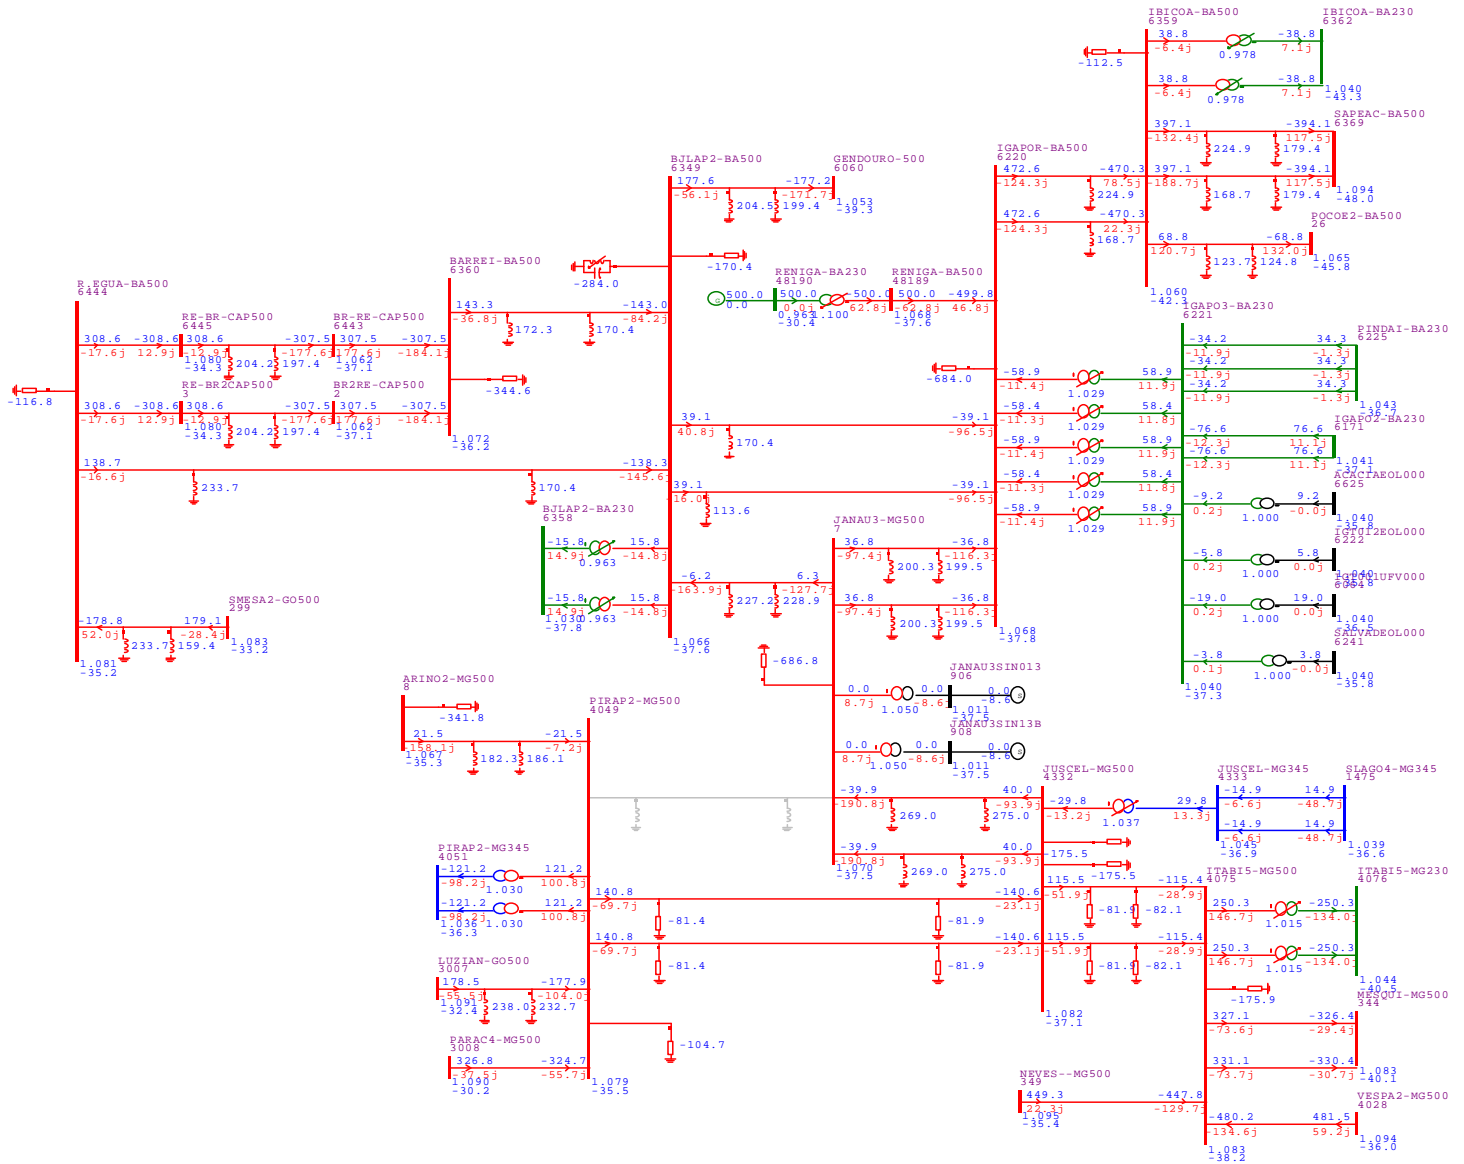 IBICOA-BA500
6359
IBICOA-BA230
6362
38.8
-6.4j
0.978
-38.8
7.1j
-112.5
38.8
-6.4j
0.978
-38.8
7.1j
1.040
-43.3
SAPEAC-BA500
6369
397.1
-132.4j
224.9
179.4
-394.1
117.5j
397.1
-188.7j
168.7
179.4
-394.1
117.5j
1.094
-48.0
POCOE2-BA500
26
68.8
120.7j
123.7
124.8
-68.8
132.0j
1.065
-45.8
1.060
-42.3
IGAPOR-BA500
6220
472.6
-124.3j
-470.3
78.5j
224.9
472.6
-124.3j
-470.3
22.3j
168.7
BJLAP2-BA500
6349
GENDOURO-500
6060
177.6
-56.1j
204.5
199.4
-177.2
-171.7j
1.053
-39.3
-170.4
-284.0
RENIGA-BA230
48190
RENIGA-BA500
48189
G
500.0
0.0
500.0
0.0j
0.963
-30.4
1.100
-500.0
62.8j
500.0
-62.8j
1.068
-37.6
-499.8
46.8j
BARREI-BA500
6360
143.3
-36.8j
172.3
170.4
-143.0
-84.2j
-344.6
1.072
-36.2
R.EGUA-BA500
6444
RE-BR-CAP500
6445
BR-RE-CAP500
6443
308.6
-17.6j
-308.6
12.9j
308.6
-12.9j
1.080
-34.3
204.2
197.4
-307.5
-177.6j
307.5
177.6j
1.062
-37.1
-307.5
-184.1j
-116.8
RE-BR2CAP500
3
BR2RE-CAP500
2
308.6
-17.6j
-308.6
12.9j
308.6
-12.9j
1.080
-34.3
204.2
197.4
-307.5
-177.6j
307.5
177.6j
1.062
-37.1
-307.5
-184.1j
138.7
-16.6j
233.7
170.4
-138.3
-145.6j
SMESA2-GO500
299
-178.8
52.0j
233.7
159.4
179.1
-28.4j
1.083
-33.2
1.081
-35.2
-684.0
39.1
40.8j
170.4
-39.1
-96.5j
39.1
16.0j
113.6
-39.1
-96.5j
BJLAP2-BA230
6358
-15.8
14.9j
0.963
15.8
-14.8j
-15.8
14.9j
0.963
15.8
-14.8j
1.030
-37.8
-6.2
-163.9j
227.2
228.9
6.3
-127.7j
1.066
-37.6
JANAU3-MG500
7
36.8
-97.4j
200.3
199.5
-36.8
-116.3j
36.8
-97.4j
200.3
199.5
-36.8
-116.3j
1.068
-37.8
IGAPO3-BA230
6221
PINDAI-BA230
6225
-58.9
-11.4j
1.029
58.9
11.9j
-58.4
-11.3j
1.029
58.4
11.8j
-58.9
-11.4j
1.029
58.9
11.9j
-58.4
-11.3j
1.029
58.4
11.8j
-58.9
-11.4j
1.029
58.9
11.9j
-34.2
-11.9j
34.3
-1.3j
-34.2
-11.9j
-1.3j
-34.2
-11.9j
34.3
-1.3j
1.043
-36.7
IGAPO2-BA230
6171
-76.6
-12.3j
76.6
11.1j
-76.6
-12.3j
76.6
11.1j
1.041
-37.1
ACACIAEOL000
6625
-9.2
0.2j
1.000
9.2
-0.0j
1.040
-35.8
IGT012EOL000
6222
-5.8
0.2j
1.000
5.8
0.0j
1.040
-35.8
-19.0
0.2j
1.000
19.0
0.0j
1.040
-36.5
SALVADEOL000
6241
-3.8
0.1j
1.000
3.8
-0.0j
1.040
-35.8
1.040
-37.3
-686.8
JANAU3SIN013
906
0.0
8.7j
1.050
0.0
-8.6j
1.011
-37.5
0.0
-8.6
S
JANAU3SIN13B
908
0.0
8.7j
1.050
0.0
-8.6j
1.011
-37.5
0.0
-8.6
S
ARINO2-MG500
8
-341.8
21.5
-158.1j
182.3
186.1
-21.5
-7.2j
1.067
-35.3
PIRAP2-MG500
4049
-39.9
-190.8j
269.0
275.0
40.0
-93.9j
-39.9
-190.8j
269.0
275.0
40.0
-93.9j
1.070
-37.5
JUSCEL-MG500
4332
JUSCEL-MG345
4333
SLAGO4-MG345
1475
-29.8
-13.2j
1.037
29.8
13.3j
-14.9
-6.6j
14.9
-48.7j
-14.9
-6.6j
14.9
-48.7j
1.045
-36.9
1.039
-36.6
-175.5
-175.5
PIRAP2-MG345
4051
-121.2
-98.2j
1.030
121.2
100.8j
-121.2
-98.2j
1.030
121.2
100.8j
1.036
-36.3
140.8
-69.7j
-81.4
-81.9
-140.6
-23.1j
140.8
-69.7j
-81.4
-81.9
-140.6
-23.1j
115.5
-51.9j
-81.9
-82.1
-115.4
-28.9j
115.5
-51.9j
-81.9
-82.1
-115.4
-28.9j
ITABI5-MG500
4075
ITABI5-MG230
4076
250.3
146.7j
1.015
-250.3
-134.0j
250.3
146.7j
1.015
-250.3
-134.0j
1.044
-40.5
-175.9
LUZIAN-GO500
3007
178.5
-55.5j
238.0
232.7
-177.9
-104.0j
1.091
-32.4
-104.7
PARAC4-MG500
3008
326.8
-37.5j
-324.7
-55.7j
1.090
-30.2
1.079
-35.5
1.082
-37.1
MESQUI-MG500
344
327.1
-73.6j
-326.4
-29.4j
331.1
-73.7j
-330.4
-30.7j
1.083
-40.1
NEVES--MG500
349
449.3
22.3j
-447.8
-129.7j
1.095
-35.4
VESPA2-MG500
4028
-480.2
-134.6j
481.5
59.2j
1.094
-36.0
1.083
-38.2